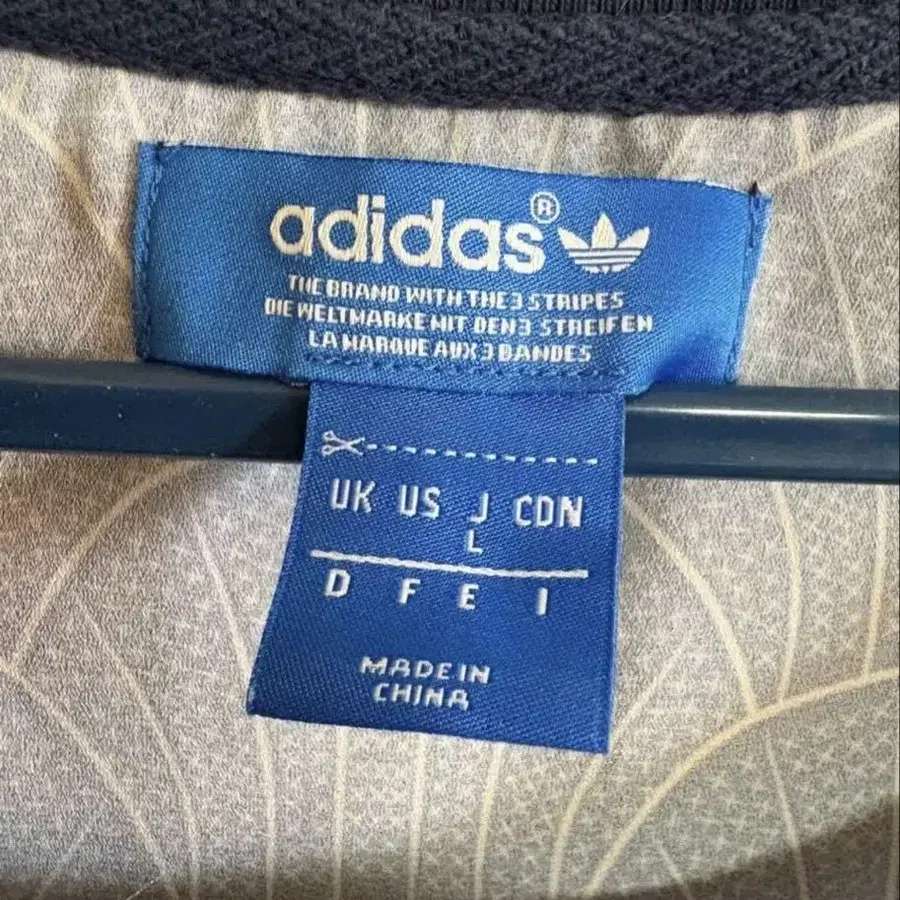 adidas®
THE BRAND WITH THE 3 STRIPES
DIE WELTMARKE MIT DEN 3 STREIFEN
LA MARQUE AUX 3 BANDES
UK US J CDN
L
D F E I
MADE IN
CHINA